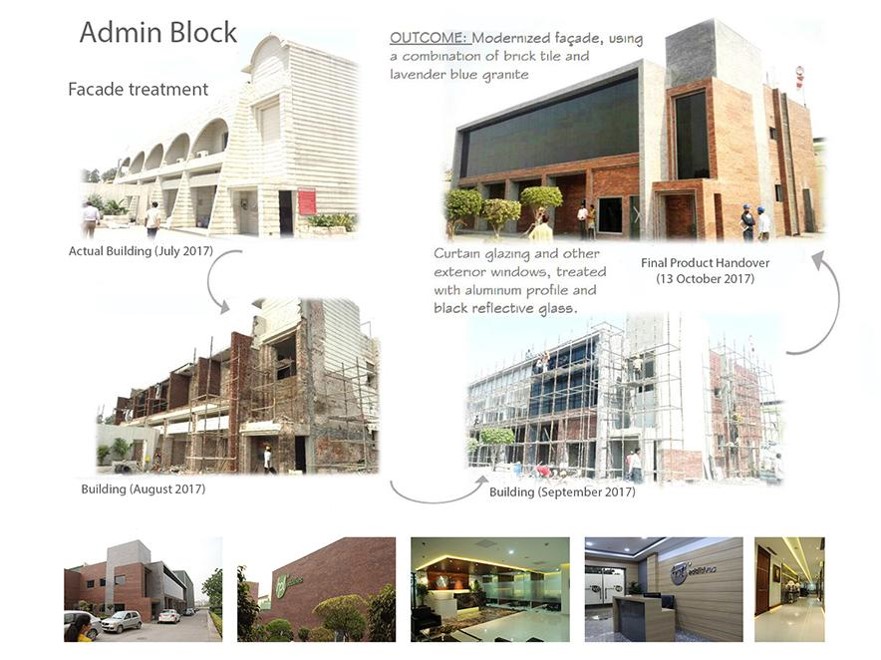 Admin Block
Facade treatment
OUTCOME: Modernized façade, using
a combination of brick tile and
lavender blue granite
Actual Building (July 2017)
Curtain glazing and other
exterior windows, treated
with aluminum profile and
black reflective glass.
Final Product Handover
(13 October 2017)
Building (August 2017)
Building (September 2017)